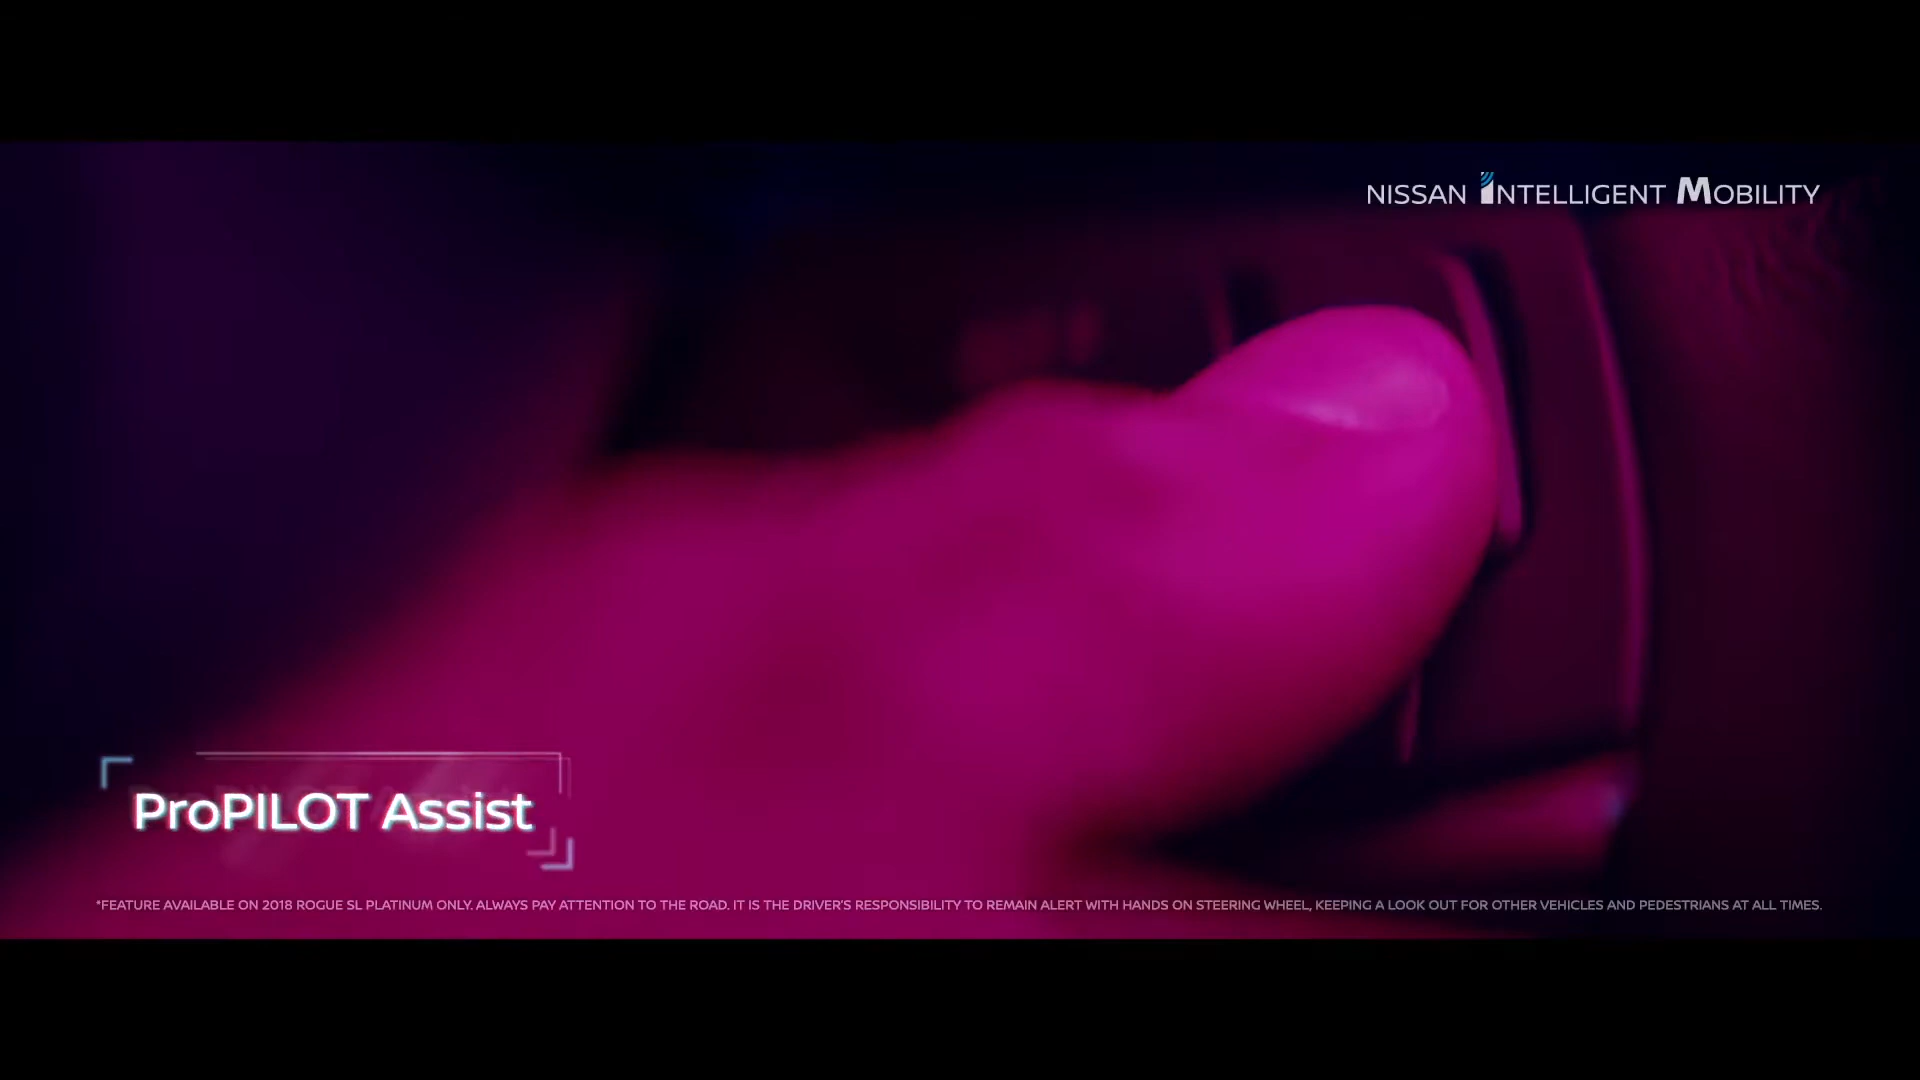 NISSAN INTELLIGENT MOBILITY
ProPILOT Assist
*FEATURE AVAILABLE ON 2018 ROGUE SL PLATINUM ONLY. ALWAYS PAY ATTENTION TO THE ROAD. IT IS THE DRIVER'S RESPONSIBILITY TO REMAIN ALERT WITH HANDS ON STEERING WHEEL, KEEPING A LOOK OUT FOR OTHER VEHICLES AND PEDESTRIANS AT ALL TIMES.